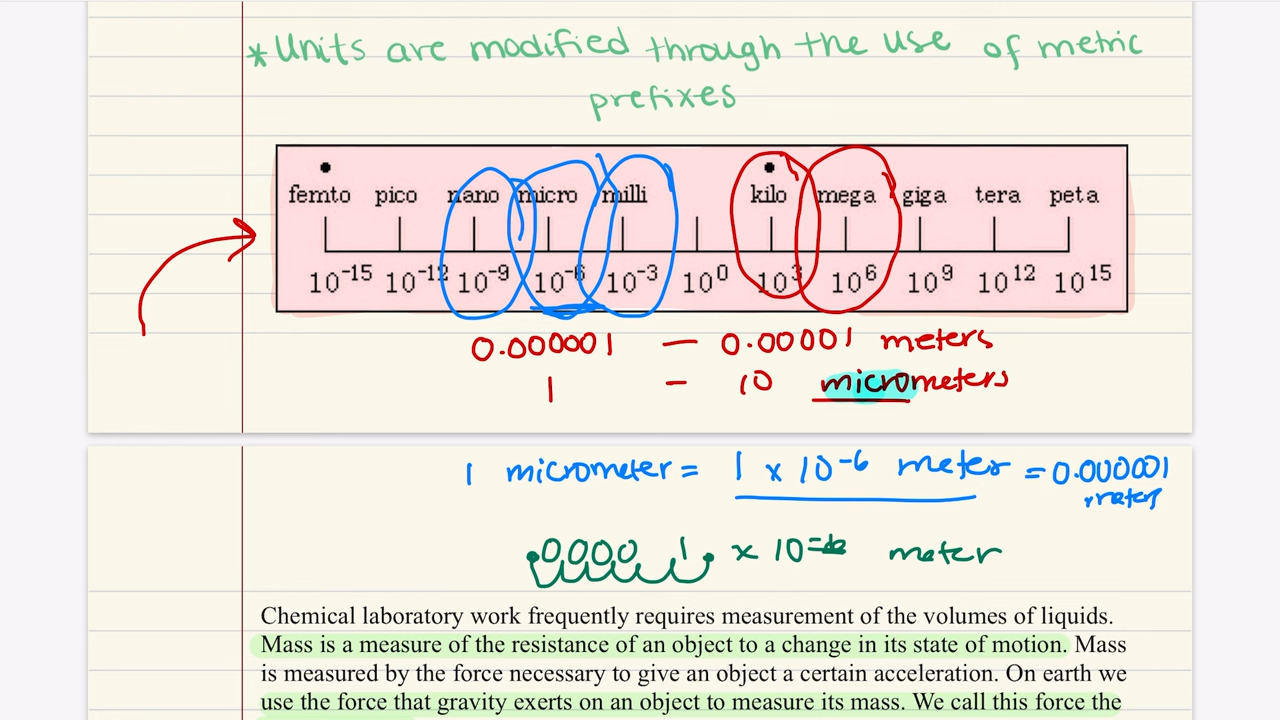 * Units are modified through the use of metric
prefixes
femto pico nano micro milli kilo mega giga tera peta
10⁻¹⁵ 10⁻¹² 10⁻⁹ 10⁻⁶ 10⁻³ 10⁰ 10³ 10⁶ 10⁹ 10¹² 10¹⁵
0.000001 — 0.00001 meters
1 - 10 micrometers
1 micrometer = 1 x 10⁻⁶ meter = 0.000001
meters
0000 1 x 10 meter
Chemical laboratory work frequently requires measurement of the volumes of liquids.
Mass is a measure of the resistance of an object to a change in its state of motion. Mass
is measured by the force necessary to give an object a certain acceleration. On earth we
use the force that gravity exerts on an object to measure its mass. We call this force the